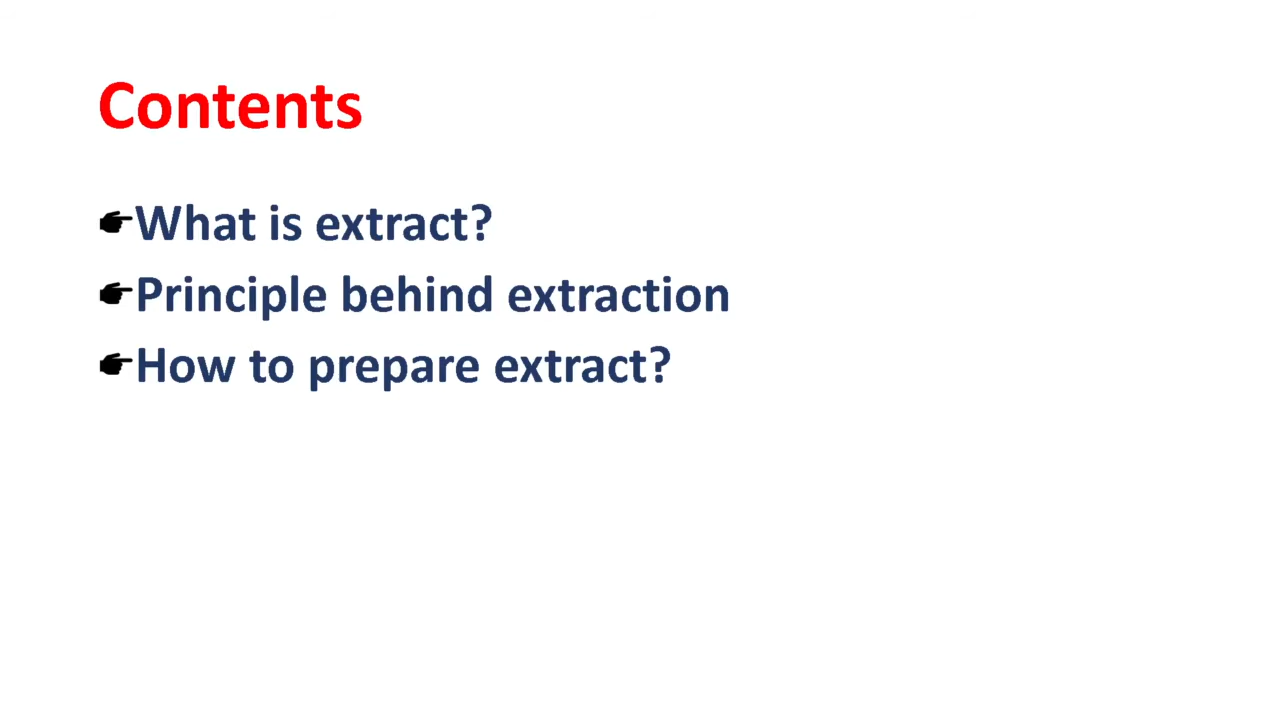 Contents
What is extract?
Principle behind extraction
How to prepare extract?